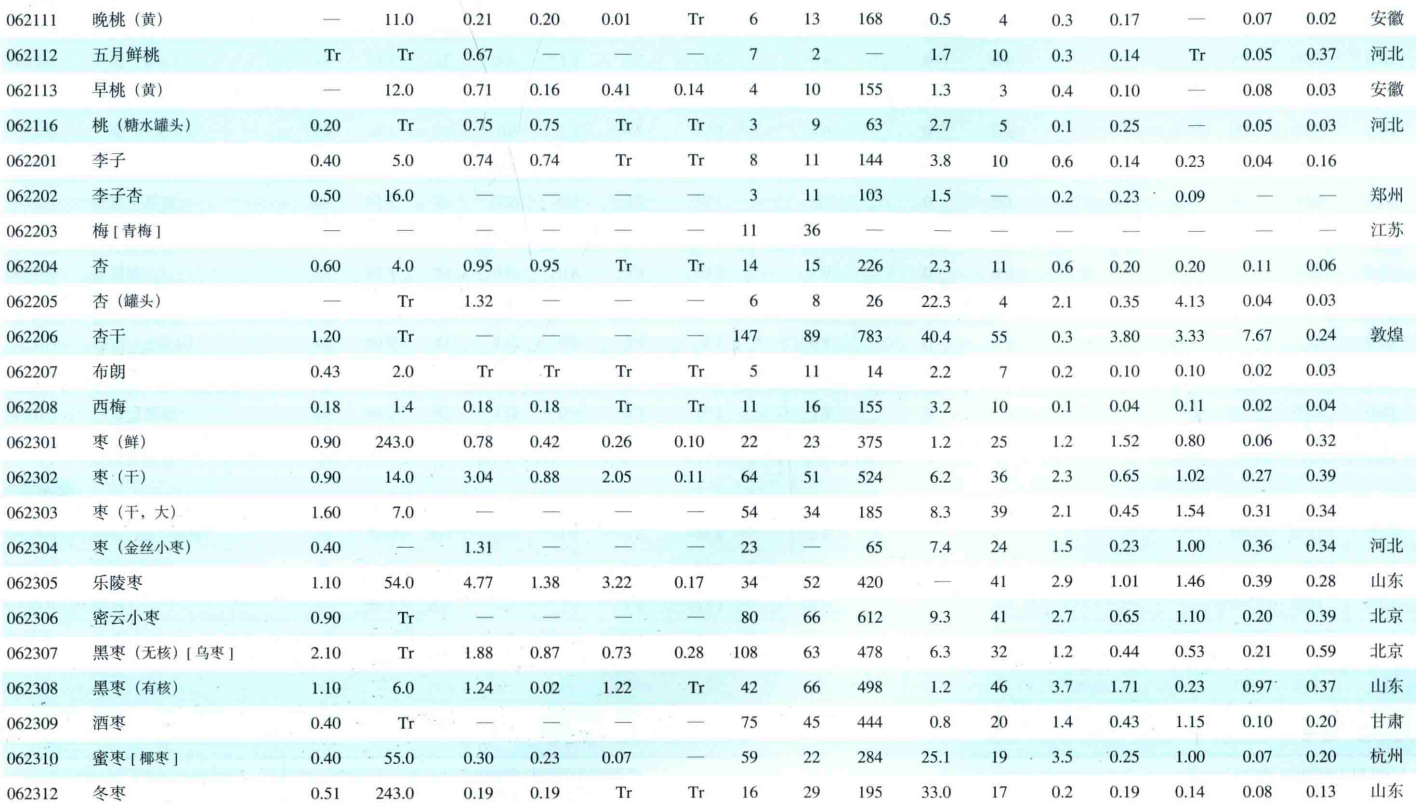 062111 晚桃（黄） — 11.0 0.21 0.20 0.01 Tr 6 13 168 0.5 4 0.3 0.17 — 0.07 0.02 安徽
062112 五月鲜桃 Tr Tr 0.67 — — — 7 2 — 1.7 10 0.3 0.14 Tr 0.05 0.37 河北
062113 早桃（黄） — 12.0 0.71 0.16 0.41 0.14 4 10 155 1.3 3 0.4 0.10 — 0.08 0.03 安徽
062116 桃（糖水罐头） 0.20 Tr 0.75 0.75 Tr Tr 3 9 63 2.7 5 0.1 0.25 — 0.05 0.03 河北
062201 李子 0.40 5.0 0.74 0.74 Tr Tr 8 11 144 3.8 10 0.6 0.14 0.23 0.04 0.16
062202 李子杏 0.50 16.0 — — — — 3 11 103 1.5 — 0.2 0.23 0.09 — — 郑州
062203 梅 [ 青梅 ] — — — — — — 11 36 — — — — — — — — 江苏
062204 杏 0.60 4.0 0.95 0.95 Tr Tr 14 15 226 2.3 11 0.6 0.20 0.20 0.11 0.06
062205 杏（罐头） — Tr 1.32 — — — 6 8 26 22.3 4 2.1 0.35 4.13 0.04 0.03
062206 杏干 1.20 Tr — — — — 147 89 783 40.4 55 0.3 3.80 3.33 7.67 0.24 敦煌
062207 布朗 0.43 2.0 Tr Tr Tr Tr 5 11 14 2.2 7 0.2 0.10 0.10 0.02 0.03
062208 西梅 0.18 1.4 0.18 0.18 Tr Tr 11 16 155 3.2 10 0.1 0.04 0.11 0.02 0.04
062301 枣（鲜） 0.90 243.0 0.78 0.42 0.26 0.10 22 23 375 1.2 25 1.2 1.52 0.80 0.06 0.32
062302 枣（干） 0.90 14.0 3.04 0.88 2.05 0.11 64 51 524 6.2 36 2.3 0.65 1.02 0.27 0.39
062303 枣（干，大） 1.60 7.0 — — — — 54 34 185 8.3 39 2.1 0.45 1.54 0.31 0.34
062304 枣（金丝小枣） 0.40 — 1.31 — — — 23 — 65 7.4 24 1.5 0.23 1.00 0.36 0.34 河北
062305 乐陵枣 1.10 54.0 4.77 1.38 3.22 0.17 34 52 420 — 41 2.9 1.01 1.46 0.39 0.28 山东
062306 密云小枣 0.90 Tr — — — — 80 66 612 9.3 41 2.7 0.65 1.10 0.20 0.39 北京
062307 黑枣（无核）[ 乌枣 ] 2.10 Tr 1.88 0.87 0.73 0.28 108 63 478 6.3 32 1.2 0.44 0.53 0.21 0.59 北京
062308 黑枣（有核） 1.10 6.0 1.24 0.02 1.22 Tr 42 66 498 1.2 46 3.7 1.71 0.23 0.97 0.37 山东
062309 酒枣 0.40 Tr — — — — 75 45 444 0.8 20 1.4 0.43 1.15 0.10 0.20 甘肃
062310 蜜枣 [ 椰枣 ] 0.40 55.0 0.30 0.23 0.07 — 59 22 284 25.1 19 3.5 0.25 1.00 0.07 0.20 杭州
062312 冬枣 0.51 243.0 0.19 0.19 Tr Tr 16 29 195 33.0 17 0.2 0.19 0.14 0.08 0.13 山东